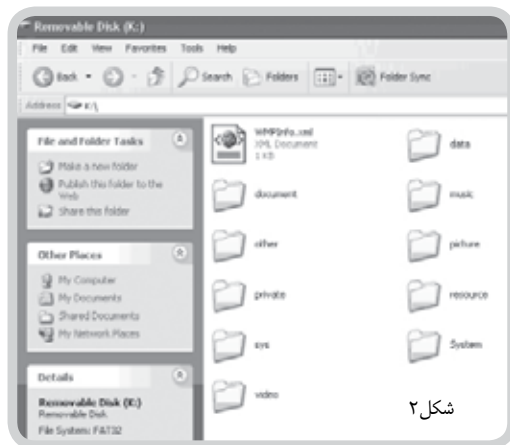 Removable Disk (K:)
File Edit View Favorites Tools Help
Back Search Folders Folder Sync
Address K:\
File and Folder Tasks
Make a new folder
Publish this folder to the
Web
Share this folder
Other Places
My Computer
My Documents
Shared Documents
My Network Places
Details
Removable Disk (K:)
Removable Disk
File System: FAT32
WMPInfo.xml
XML Document
1 KB
data
document
music
other
picture
private
resource
sys
System
video
شکل۲